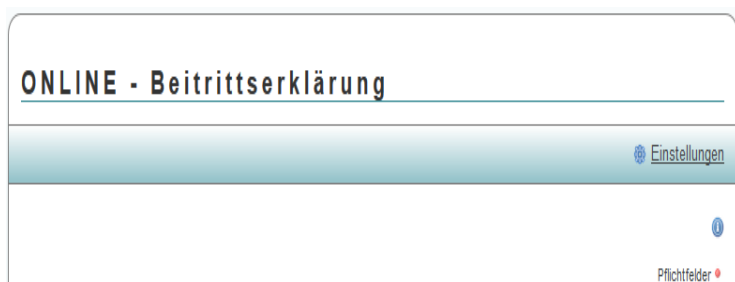 ONLINE - Beitrittserklärung
Einstellungen
Pflichtfelder